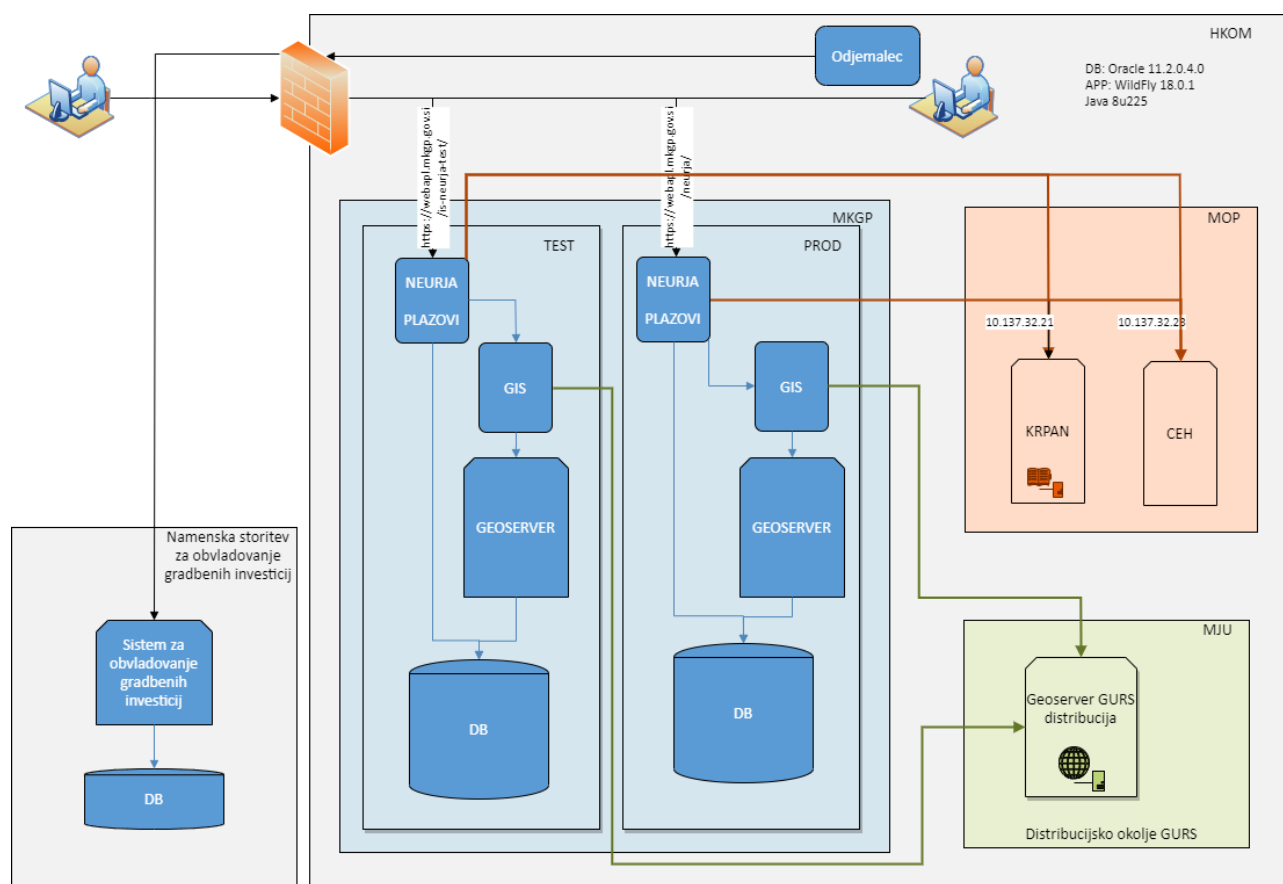 HKOM
Odjemalec
DB: Oracle 11.2.0.4.0
APP: WildFly 18.0.1
Java 8u225
https://webapl.mkgp.gov.si
/is-neurja-test/
https://webapl.mkgp.gov.si
/neurja/
MKGP
TEST
NEURJA
PLAZOVI
GIS
GEOSERVER
DB
PROD
NEURJA
PLAZOVI
GIS
GEOSERVER
DB
MOP
10.137.32.21
10.137.32.23
KRPAN
CEH
Namenska storitev
za obvladovanje
gradbenih investicij
Sistem za
obvladovanje
gradbenih
investicij
DB
MJU
Geoserver GURS
distribucija
Distribucijsko okolje GURS